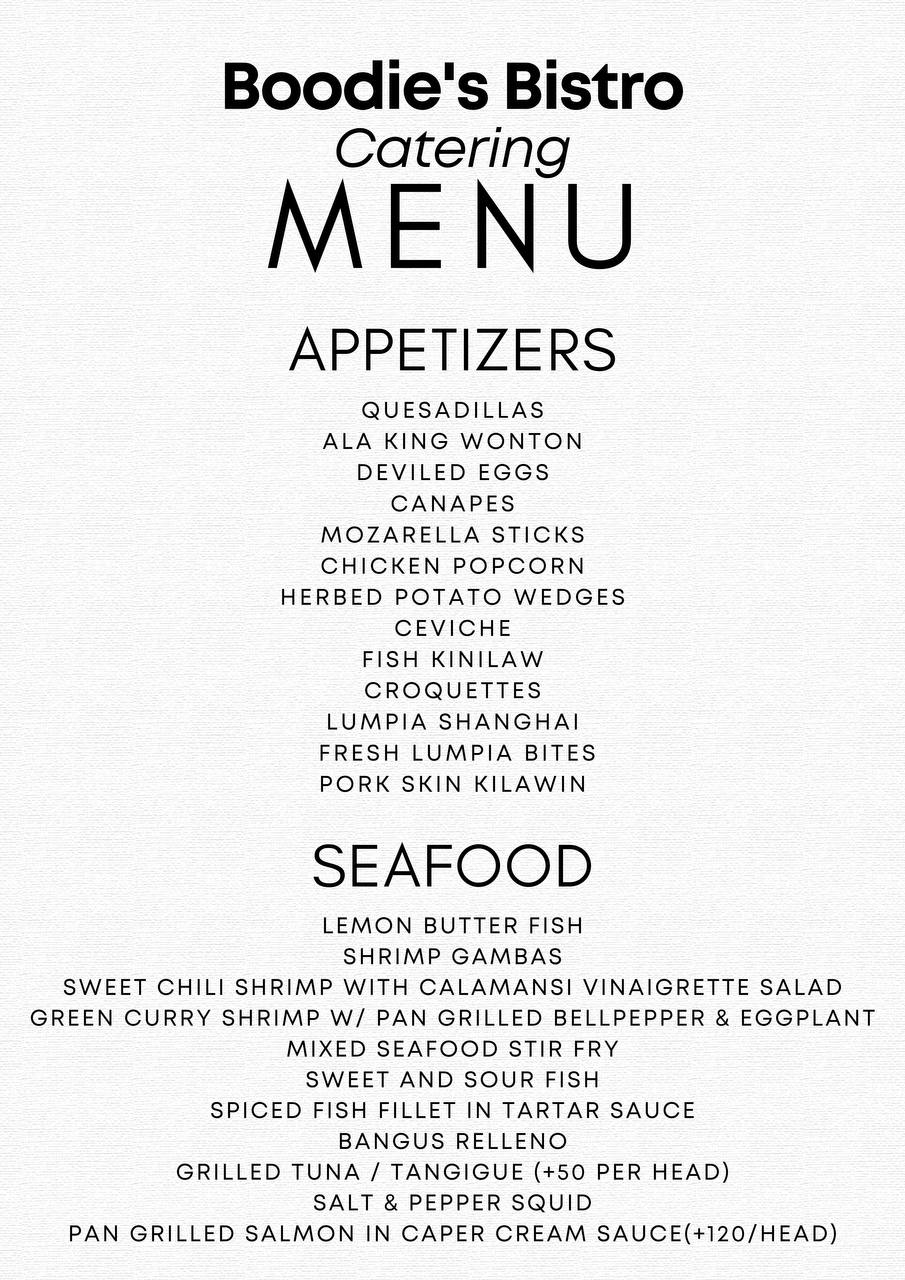 Boodie's Bistro
Catering
MENU
APPETIZERS
QUESADILLAS
ALA KING WONTON
DEVILED EGGS
CANAPES
MOZARELLA STICKS
CHICKEN POPCORN
HERBED POTATO WEDGES
CEVICHE
FISH KINILAW
CROQUETTES
LUMPIA SHANGHAI
FRESH LUMPIA BITES
PORK SKIN KILAWIN
SEAFOOD
LEMON BUTTER FISH
SHRIMP GAMBAS
SWEET CHILI SHRIMP WITH CALAMANSI VINAIGRETTE SALAD
GREEN CURRY SHRIMP W/ PAN GRILLED BELLPEPPER & EGGPLANT
MIXED SEAFOOD STIR FRY
SWEET AND SOUR FISH
SPICED FISH FILLET IN TARTAR SAUCE
BANGUS RELLENO
GRILLED TUNA / TANGIGUE (+50 PER HEAD)
SALT & PEPPER SQUID
PAN GRILLED SALMON IN CAPER CREAM SAUCE(+120/HEAD)